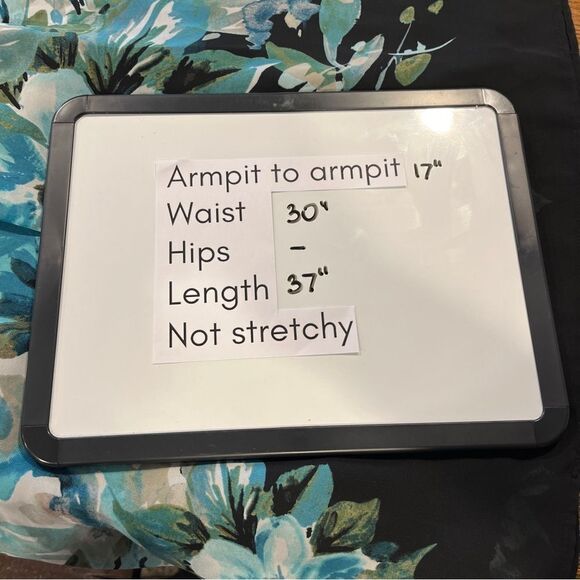 Armpit to armpit 17"
Waist 30"
Hips -
Length 37"
Not stretchy